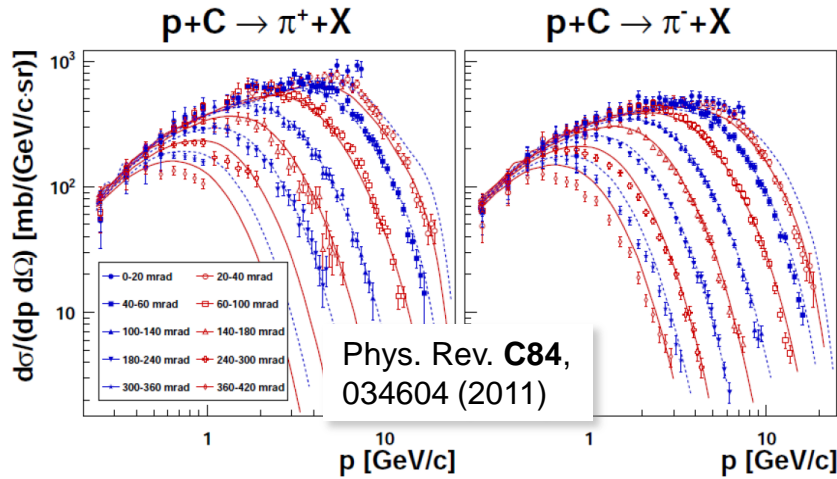 p+C → π⁺+X
p+C → π⁻+X
dσ/(dp dΩ) [mb/(GeV/c·sr)]
10³
10²
10
0-20 mrad
20-40 mrad
40-60 mrad
60-100 mrad
100-140 mrad
140-180 mrad
180-240 mrad
240-300 mrad
300-360 mrad
360-420 mrad
Phys. Rev. C84,
034604 (2011)
1
10
1
10
p [GeV/c]
p [GeV/c]